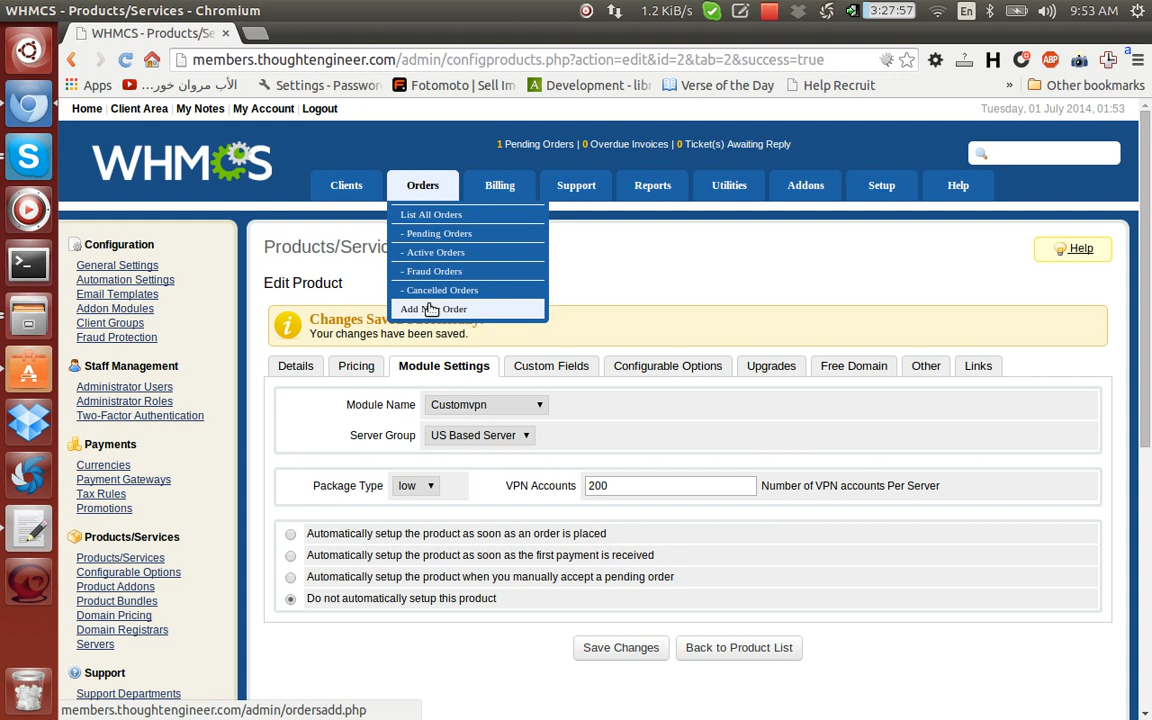 WHMCS - Products/Services - Chromium
1.2 KiB/s
3:27:57
En
9:53 AM
WHMCS - Products/Se
members.thoughtengineer.com/admin/configproducts.php?action=edit&id=2&tab=2&success=true
ABP
a
Apps
الأب مروان خور...
Settings - Passwor
Fotomoto | Sell Im
Development - libr
Verse of the Day
Help Recruit
»
Other bookmarks
Home | Client Area | My Notes | My Account | Logout
Tuesday, 01 July 2014, 01:53
WHMCS
1 Pending Orders | 0 Overdue Invoices | 0 Ticket(s) Awaiting Reply
Clients
Orders
Billing
Support
Reports
Utilities
Addons
Setup
Help
List All Orders
- Pending Orders
- Active Orders
- Fraud Orders
- Cancelled Orders
Add Order
Configuration
General Settings
Automation Settings
Email Templates
Addon Modules
Client Groups
Fraud Protection
Staff Management
Administrator Users
Administrator Roles
Two-Factor Authentication
Payments
Currencies
Payment Gateways
Tax Rules
Promotions
Products/Services
Products/Services
Configurable Options
Product Addons
Product Bundles
Domain Pricing
Domain Registrars
Servers
Support
Support Departments
Products/Servic
Help
Edit Product
Changes Sav
Your changes have been saved.
Details
Pricing
Module Settings
Custom Fields
Configurable Options
Upgrades
Free Domain
Other
Links
Module Name
Customvpn
Server Group
US Based Server
Package Type
low
VPN Accounts
200
Number of VPN accounts Per Server
Automatically setup the product as soon as an order is placed
Automatically setup the product as soon as the first payment is received
Automatically setup the product when you manually accept a pending order
Do not automatically setup this product
Save Changes
Back to Product List
members.thoughtengineer.com/admin/ordersadd.php